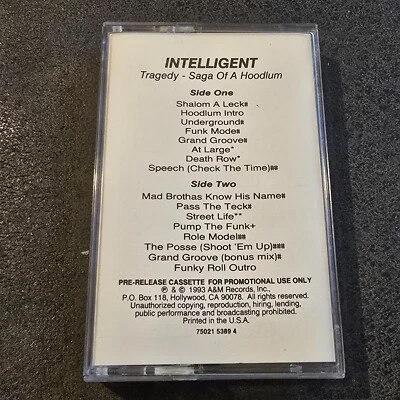 INTELLIGENT
Tragedy - Saga Of A Hoodlum
Side One
Shalom A Leck#
Hoodlum Intro
Underground#
Funk Mode#
Grand Groove#
At Large*
Death Row*
Speech (Check The Time)##
Side Two
Mad Brothas Know His Name#
Pass The Teck#
Street Life**
Pump The Funk+
Role Model##
The Posse (Shoot 'Em Up)###
Grand Groove (bonus mix)#
Funky Roll Outro
PRE-RELEASE CASSETTE FOR PROMOTIONAL USE ONLY
℗ & © 1993 A&M Records, Inc.,
P.O. Box 118, Hollywood, CA 90078. All rights reserved.
Unauthorized copying, reproduction, hiring, lending,
public performance and broadcasting prohibited.
Printed in the U.S.A.
75021 5389 4